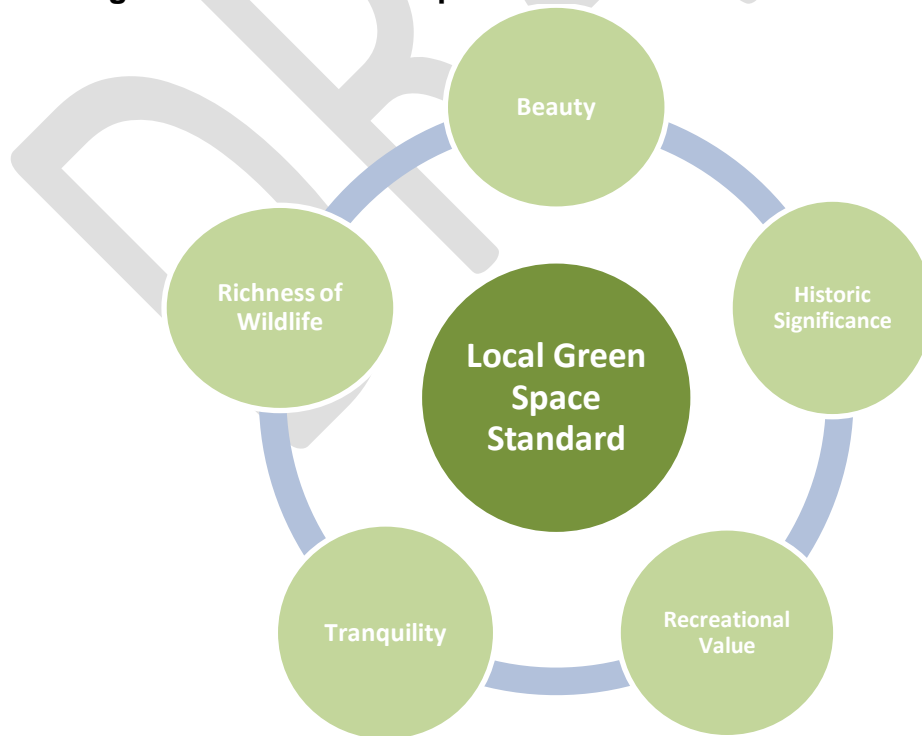 Beauty
Historic
Significance
Richness of
Wildlife
Local Green
Space
Standard
Tranquility
Recreational
Value